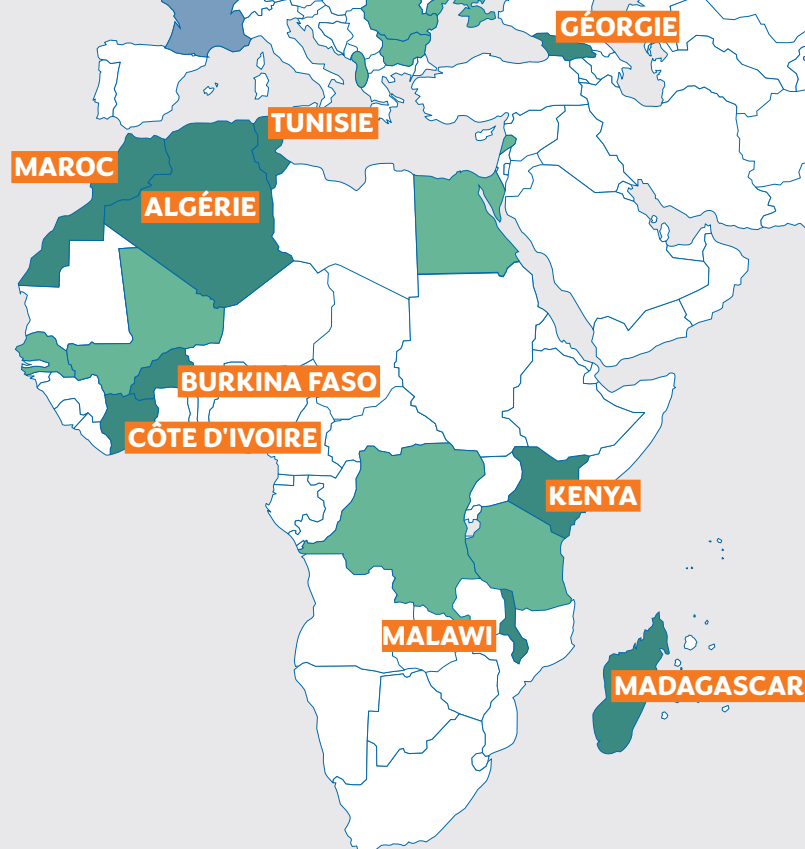 GÉORGIE
TUNISIE
MAROC
ALGÉRIE
BURKINA FASO
CÔTE D'IVOIRE
KENYA
MALAWI
MADAGASCAR